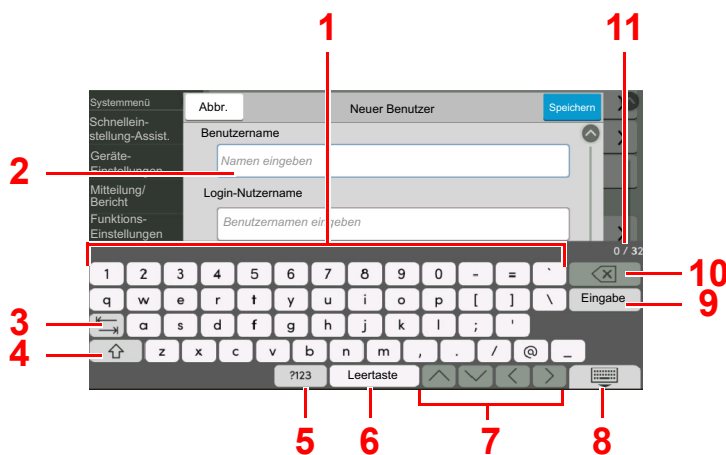 1
11
Systemmenü
Abbr.
Neuer Benutzer
Speichern
Schnellein-
stellung-Assist.
Benutzername
Geräte-
Einstellungen
Namen eingeben
2
Mitteilung/
Bericht
Login-Nutzername
Funktions-
Einstellungen
Benutzernamen eingeben
0 / 32
1 2 3 4 5 6 7 8 9 0 - = `
10
q w e r t y u i o p [ ] \ Eingabe
9
3
a s d f g h j k l ; '
4
z x c v b n m , . / @ _
?123 Leertaste
5 6 7 8